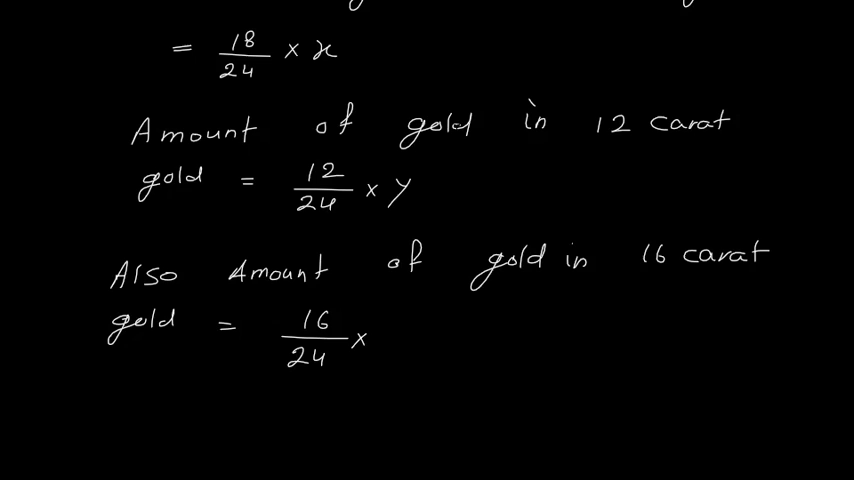 = 18/24 × x
Amount of gold in 12 carat
gold = 12/24 × y
Also Amount of gold in 16 carat
gold = 16/24 ×